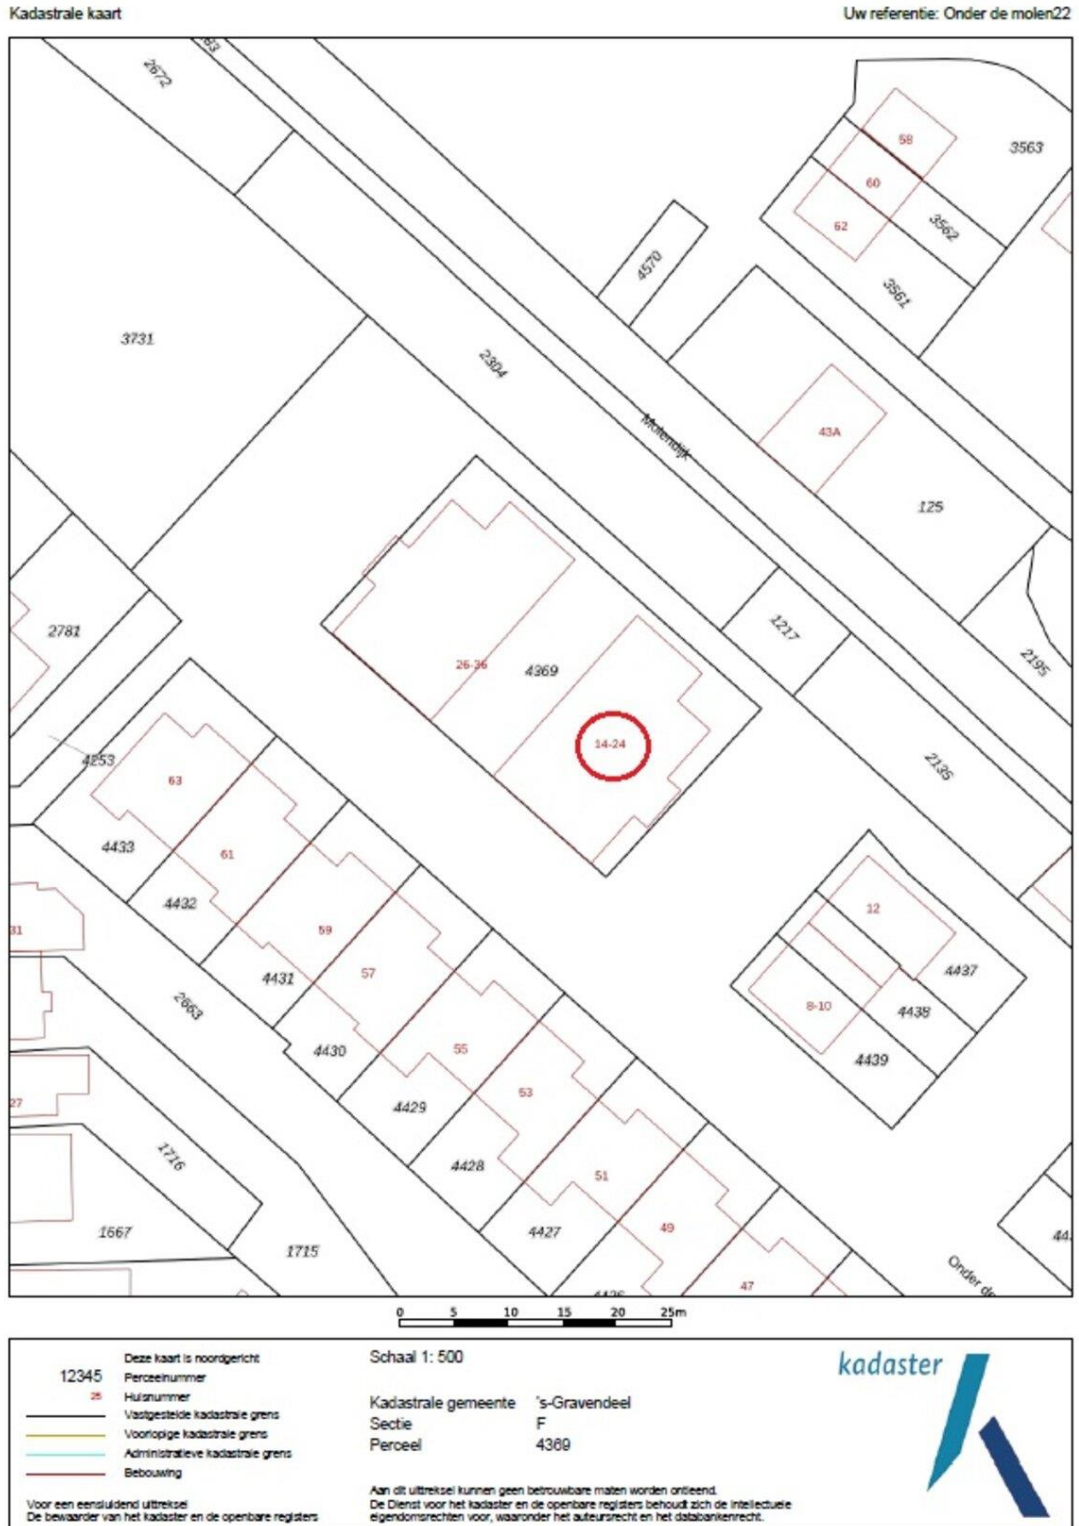 Kadastrale kaart
Uw referentie: Onder de molen22
2672
58
3563
60
62
3562
4570
3561
3731
2304
43A
Molendijk
125
1217
2781
26-36
4369
2195
14-24
4253
63
2135
4433
61
4432
12
31
59
4437
57
4431
8-10
4438
2663
4430
55
4439
53
27
4429
1716
4428
51
4427
49
1667
1715
Onder de
47
0 5 10 15 20 25m
Deze kaart is noordgericht
12345 Perceelnummer
25 Huisnummer
Vastgestelde kadastrale grens
Voorlopige kadastrale grens
Administratieve kadastrale grens
Bebouwing
Voor een eensluidend uittreksel
De bewaarder van het kadaster en de openbare registers
Schaal 1: 500
Kadastrale gemeente 's-Gravendeel
Sectie F
Perceel 4369
Aan dit uittreksel kunnen geen betrouwbare maten worden ontleend.
De Dienst voor het kadaster en de openbare registers behoudt zich de intellectuele
eigendomsrechten voor, waaronder het auteursrecht en het databankenrecht.
kadaster